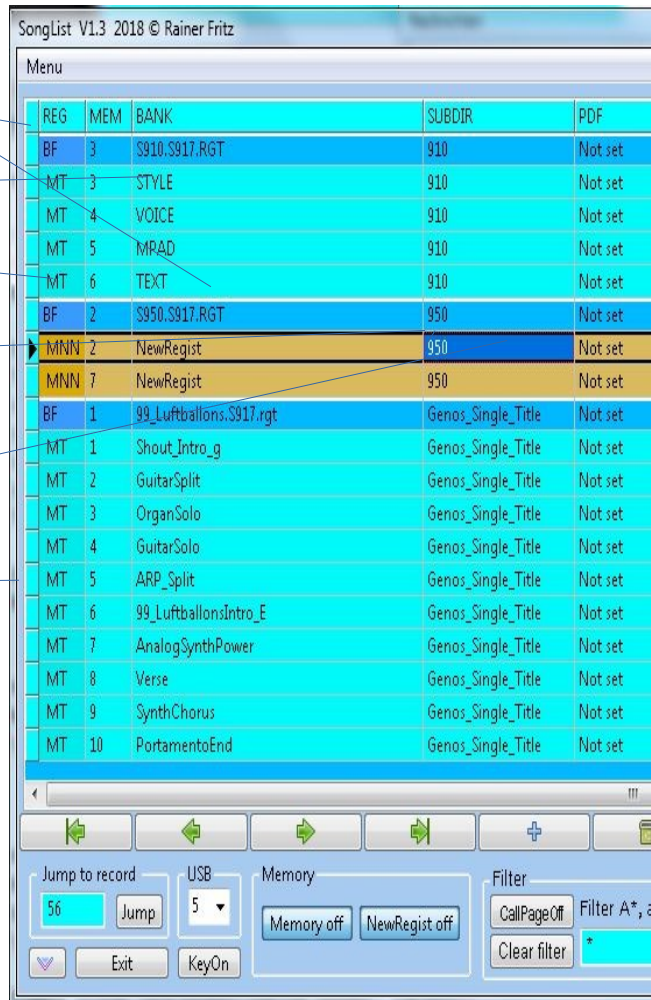 SongList V1.3 2018 © Rainer Fritz
Menu
REG MEM BANK SUBDIR PDF
BF 3 S910.S917.RGT 910 Not set
MT 3 STYLE 910 Not set
MT 4 VOICE 910 Not set
MT 5 MPAD 910 Not set
MT 6 TEXT 910 Not set
BF 2 S950.S917.RGT 950 Not set
MNN 2 NewRegist 950 Not set
MNN 7 NewRegist 950 Not set
BF 1 99_Luftballons.S917.rgt Genos_Single_Title Not set
MT 1 Shout_Intro_g Genos_Single_Title Not set
MT 2 GuitarSplit Genos_Single_Title Not set
MT 3 OrganSolo Genos_Single_Title Not set
MT 4 GuitarSolo Genos_Single_Title Not set
MT 5 ARP_Split Genos_Single_Title Not set
MT 6 99_LuftballonsIntro_E Genos_Single_Title Not set
MT 7 AnalogSynthPower Genos_Single_Title Not set
MT 8 Verse Genos_Single_Title Not set
MT 9 SynthChorus Genos_Single_Title Not set
MT 10 PortamentoEnd Genos_Single_Title Not set
Jump to record USB Memory Filter
56 Jump 5 Memory off NewRegist off CallPageOff Filter A*, a
Exit KeyOn Clear filter *